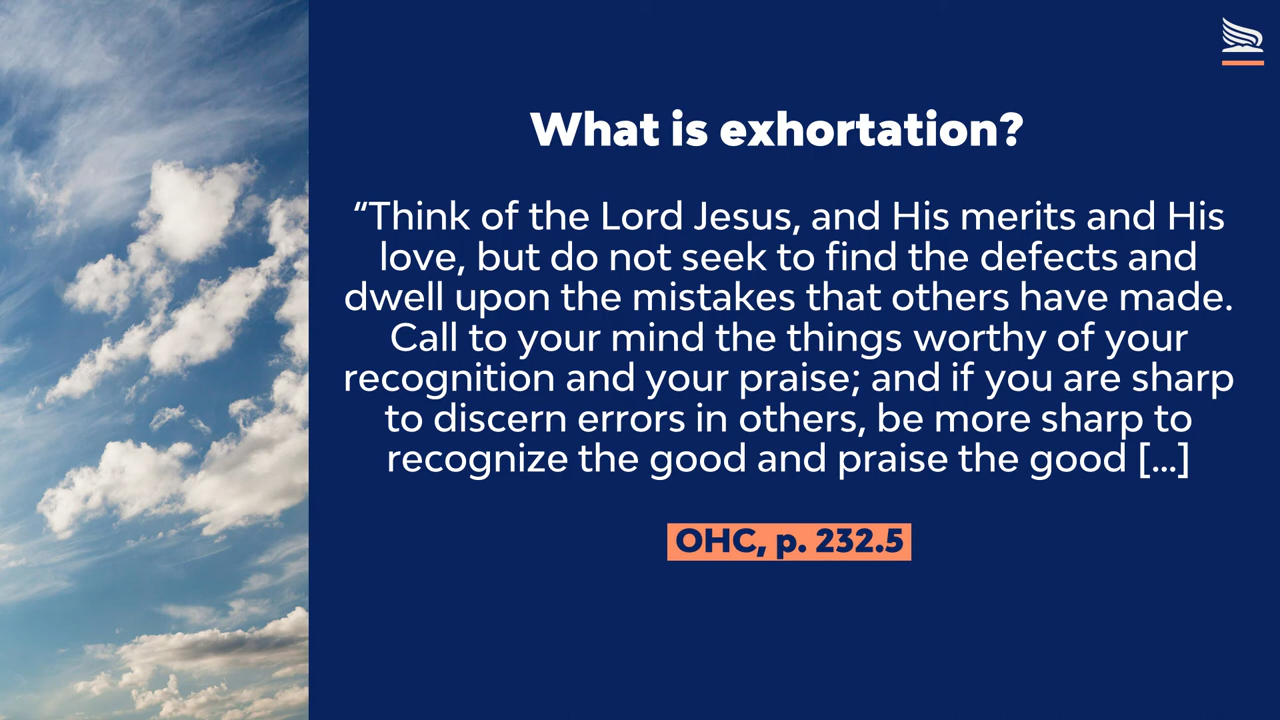 What is exhortation?
“Think of the Lord Jesus, and His merits and His
love, but do not seek to find the defects and
dwell upon the mistakes that others have made.
Call to your mind the things worthy of your
recognition and your praise; and if you are sharp
to discern errors in others, be more sharp to
recognize the good and praise the good [...]
OHC, p. 232.5